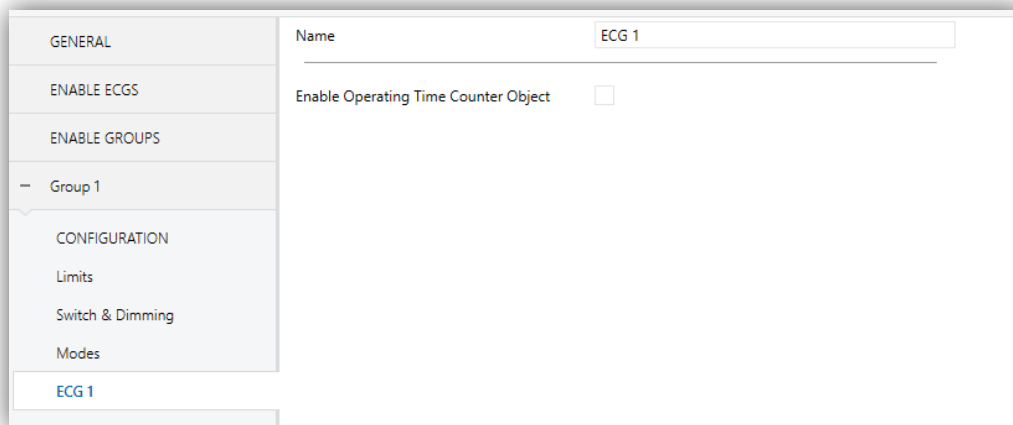 GENERAL
ENABLE ECGS
ENABLE GROUPS
− Group 1
CONFIGURATION
Limits
Switch & Dimming
Modes
ECG 1
Name ECG 1
Enable Operating Time Counter Object